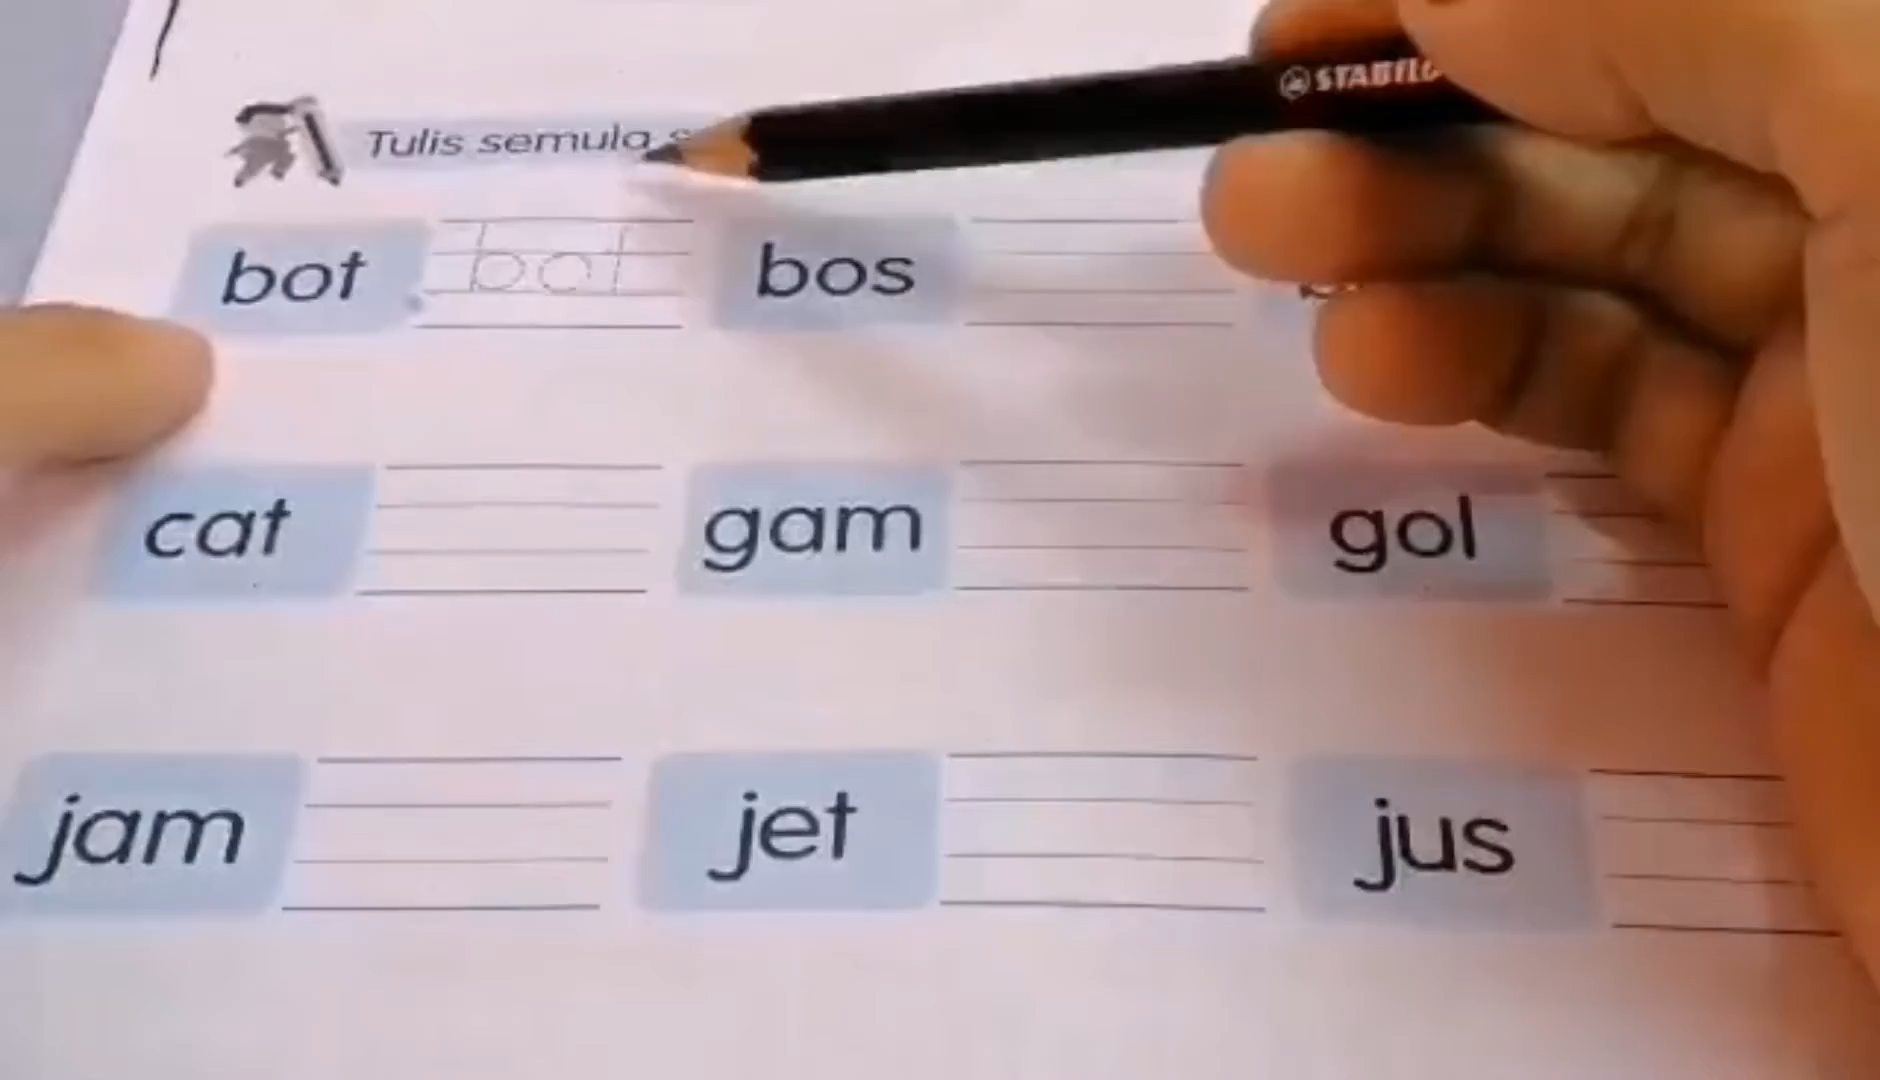 STABILO
Tulis semula
bot bot bos
cat gam gol
jam jet jus